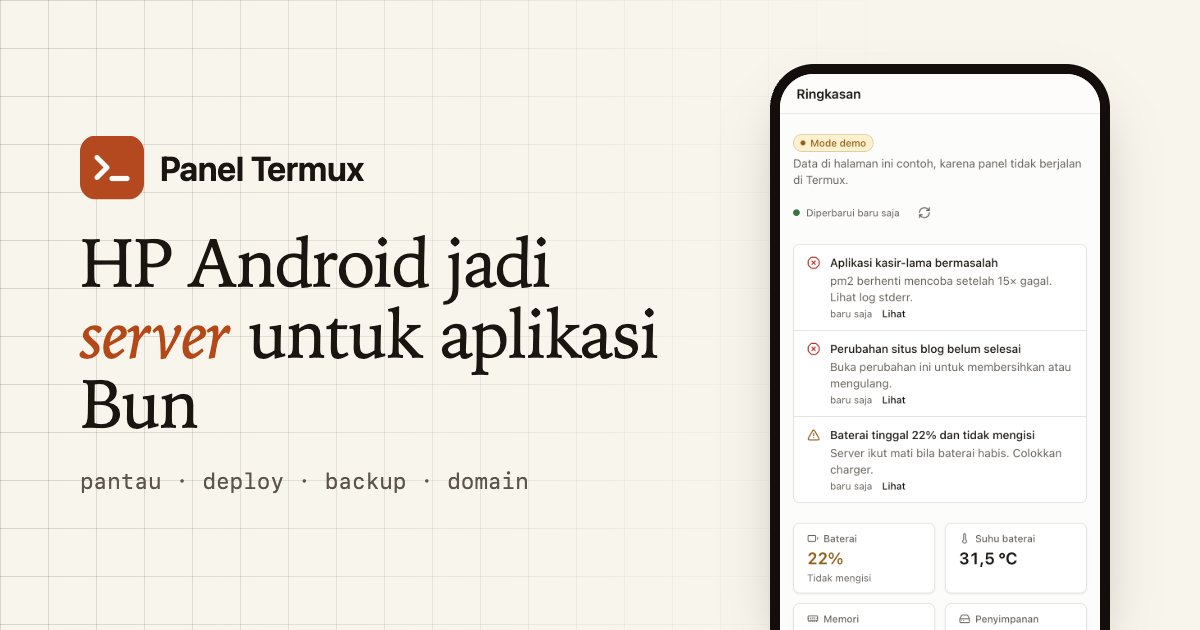 Panel Termux
HP Android jadi
server untuk aplikasi
Bun
pantau · deploy · backup · domain
Ringkasan
Mode demo
Data di halaman ini contoh, karena panel tidak berjalan
di Termux.
Diperbarui baru saja
Aplikasi kasir-lama bermasalah
pm2 berhenti mencoba setelah 15× gagal.
Lihat log stderr.
baru saja Lihat
Perubahan situs blog belum selesai
Buka perubahan ini untuk membersihkan atau
mengulang.
baru saja Lihat
Baterai tinggal 22% dan tidak mengisi
Server ikut mati bila baterai habis. Colokkan
charger.
baru saja Lihat
Baterai
22%
Tidak mengisi
Suhu baterai
31,5 °C
Memori
Penyimpanan